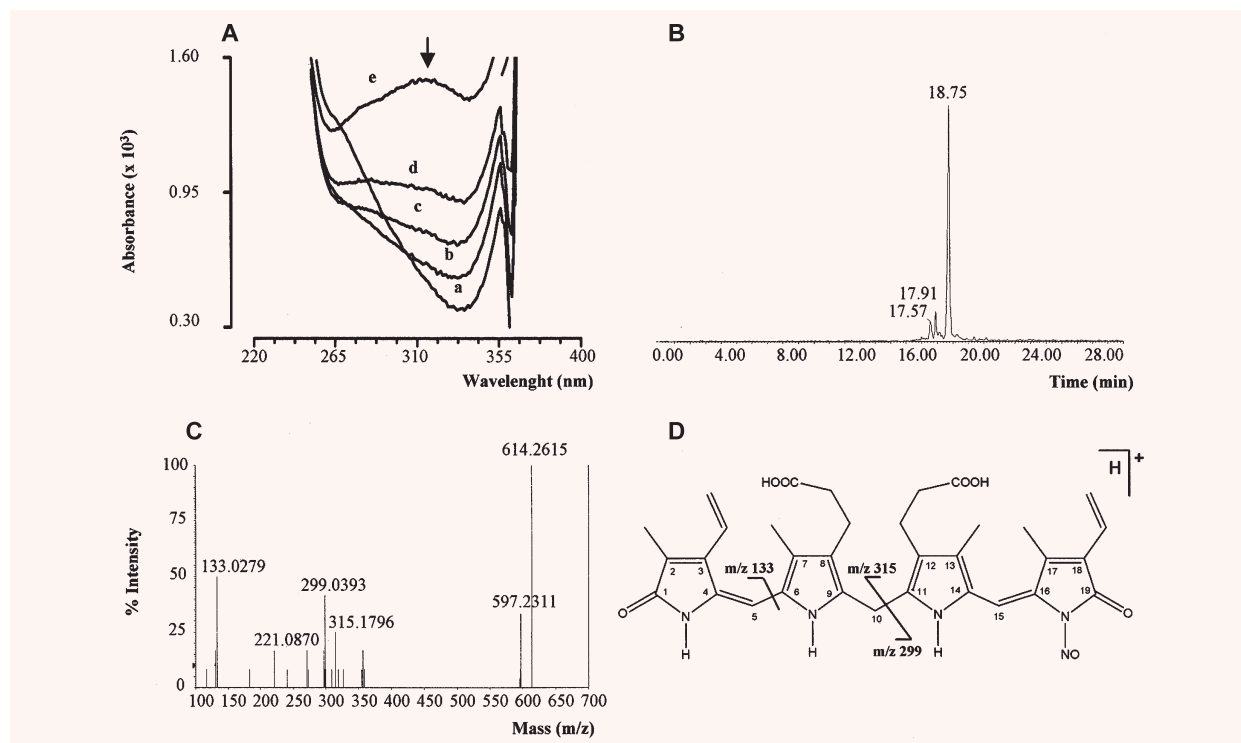 A
1.60
0.95
0.30
Absorbance (x 10³)
e
d
c
b
a
220 265 310 355 400
Wavelenght (nm)
B
18.75
17.91
17.57
0.00 4.00 8.00 12.00 16.00 20.00 24.00 28.00
Time (min)
C
100
75
50
25
0
% Intensity
614.2615
133.0279
299.0393
597.2311
315.1796
221.0870
100 150 200 250 300 350 400 450 500 550 600 650 700
Mass (m/z)
D
H +
HOOC COOH
m/z 133 m/z 315
2 3 7 8 12 13 17 18
O 1 4 6 9 11 14 16 19 O
N 5 N 10 N 15 N
H H m/z 299 H NO